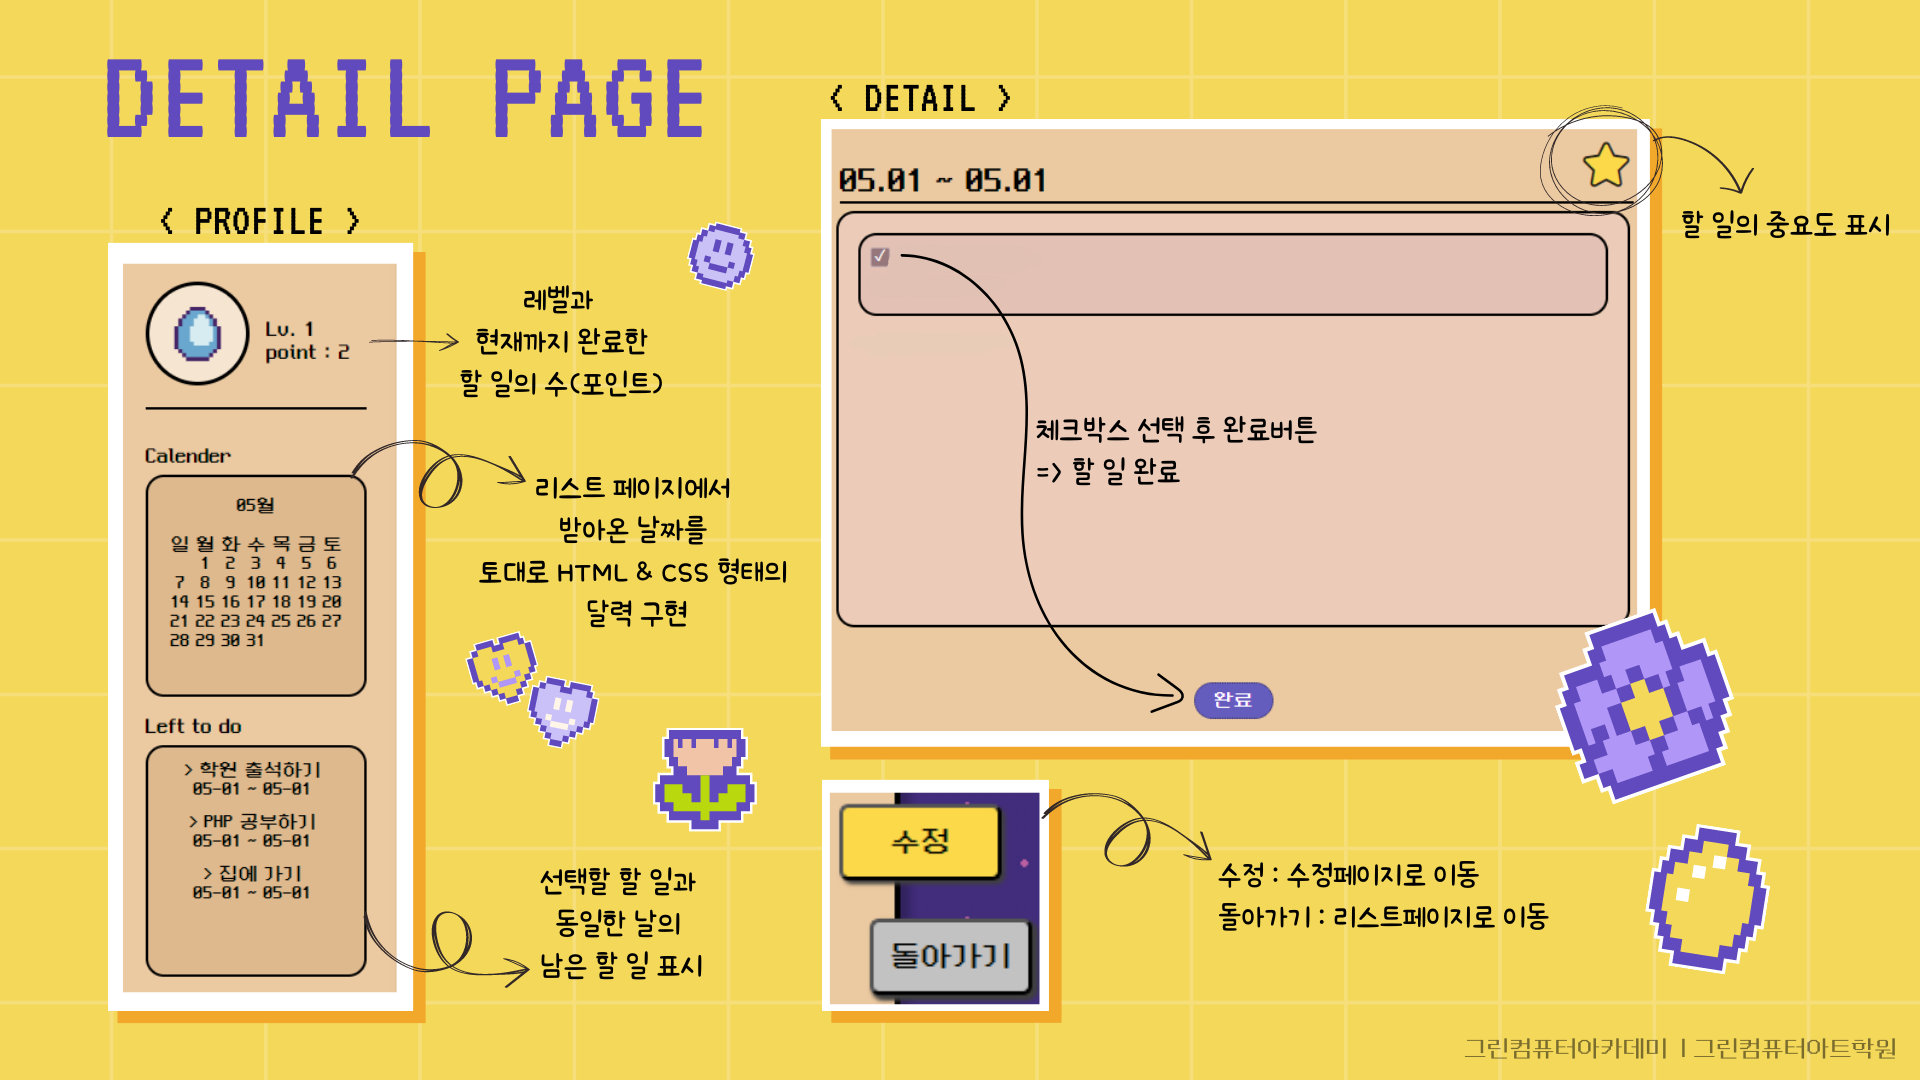 DETAIL PAGE
< PROFILE >
Lv. 1
point : 2
레벨과
현재까지 완료한
할 일의 수(포인트)
Calender
05월
일 월 화 수 목 금 토
1 2 3 4 5 6
7 8 9 10 11 12 13
14 15 16 17 18 19 20
21 22 23 24 25 26 27
28 29 30 31
리스트 페이지에서
받아온 날짜를
토대로 HTML & CSS 형태의
달력 구현
Left to do
> 학원 출석하기
05-01 ~ 05-01
> PHP 공부하기
05-01 ~ 05-01
> 집에 가기
05-01 ~ 05-01
선택할 할 일과
동일한 날의
남은 할 일 표시
< DETAIL >
05.01 ~ 05.01
할 일의 중요도 표시
체크박스 선택 후 완료버튼
=> 할 일 완료
완료
수정
돌아가기
수정 : 수정페이지로 이동
돌아가기 : 리스트페이지로 이동
그린컴퓨터아카데미 | 그린컴퓨터아트학원